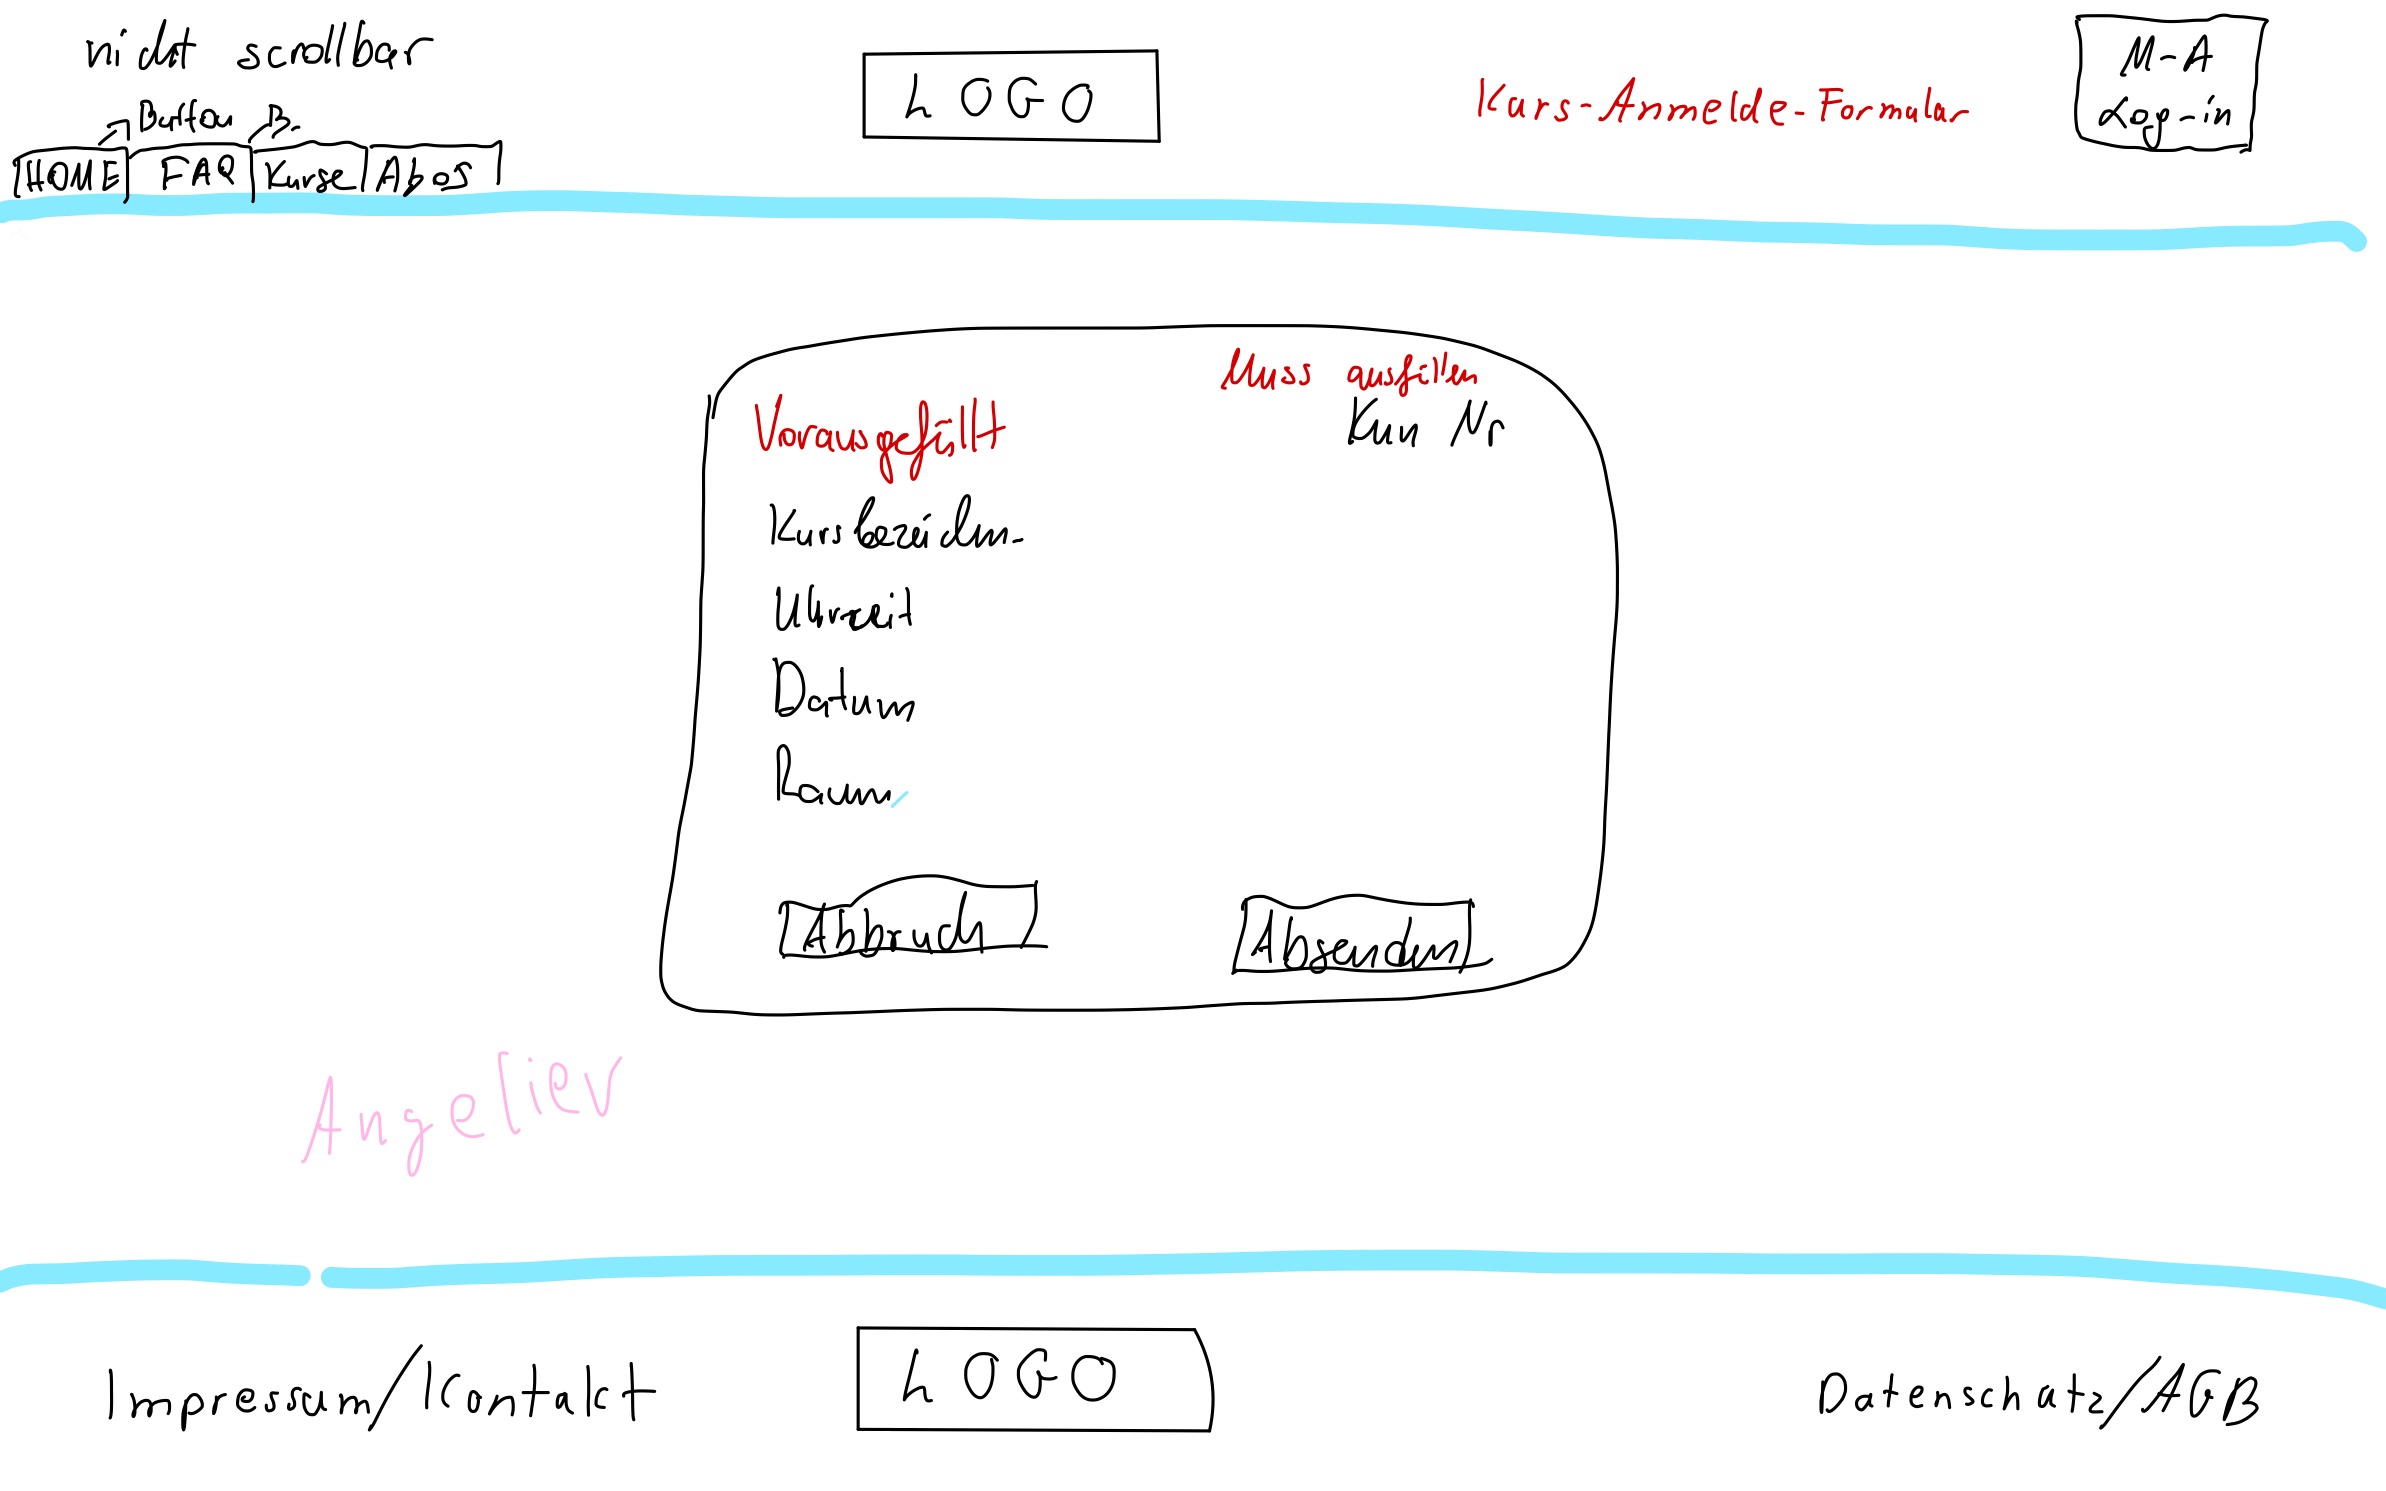 nicht scrollbar
LOGO
Kurs-Anmelde-Formular
M-A
Log-in
Button
HOME FAQ Kurse Abos
Muss ausfüllen
Vorausgefüllt
Kun Nr
Kursbezeichn.
Uhrzeit
Datum
Raum
Abbruch
Absenden
Angelier
Impressum/Kontakt
LOGO
Datenschutz/AGB